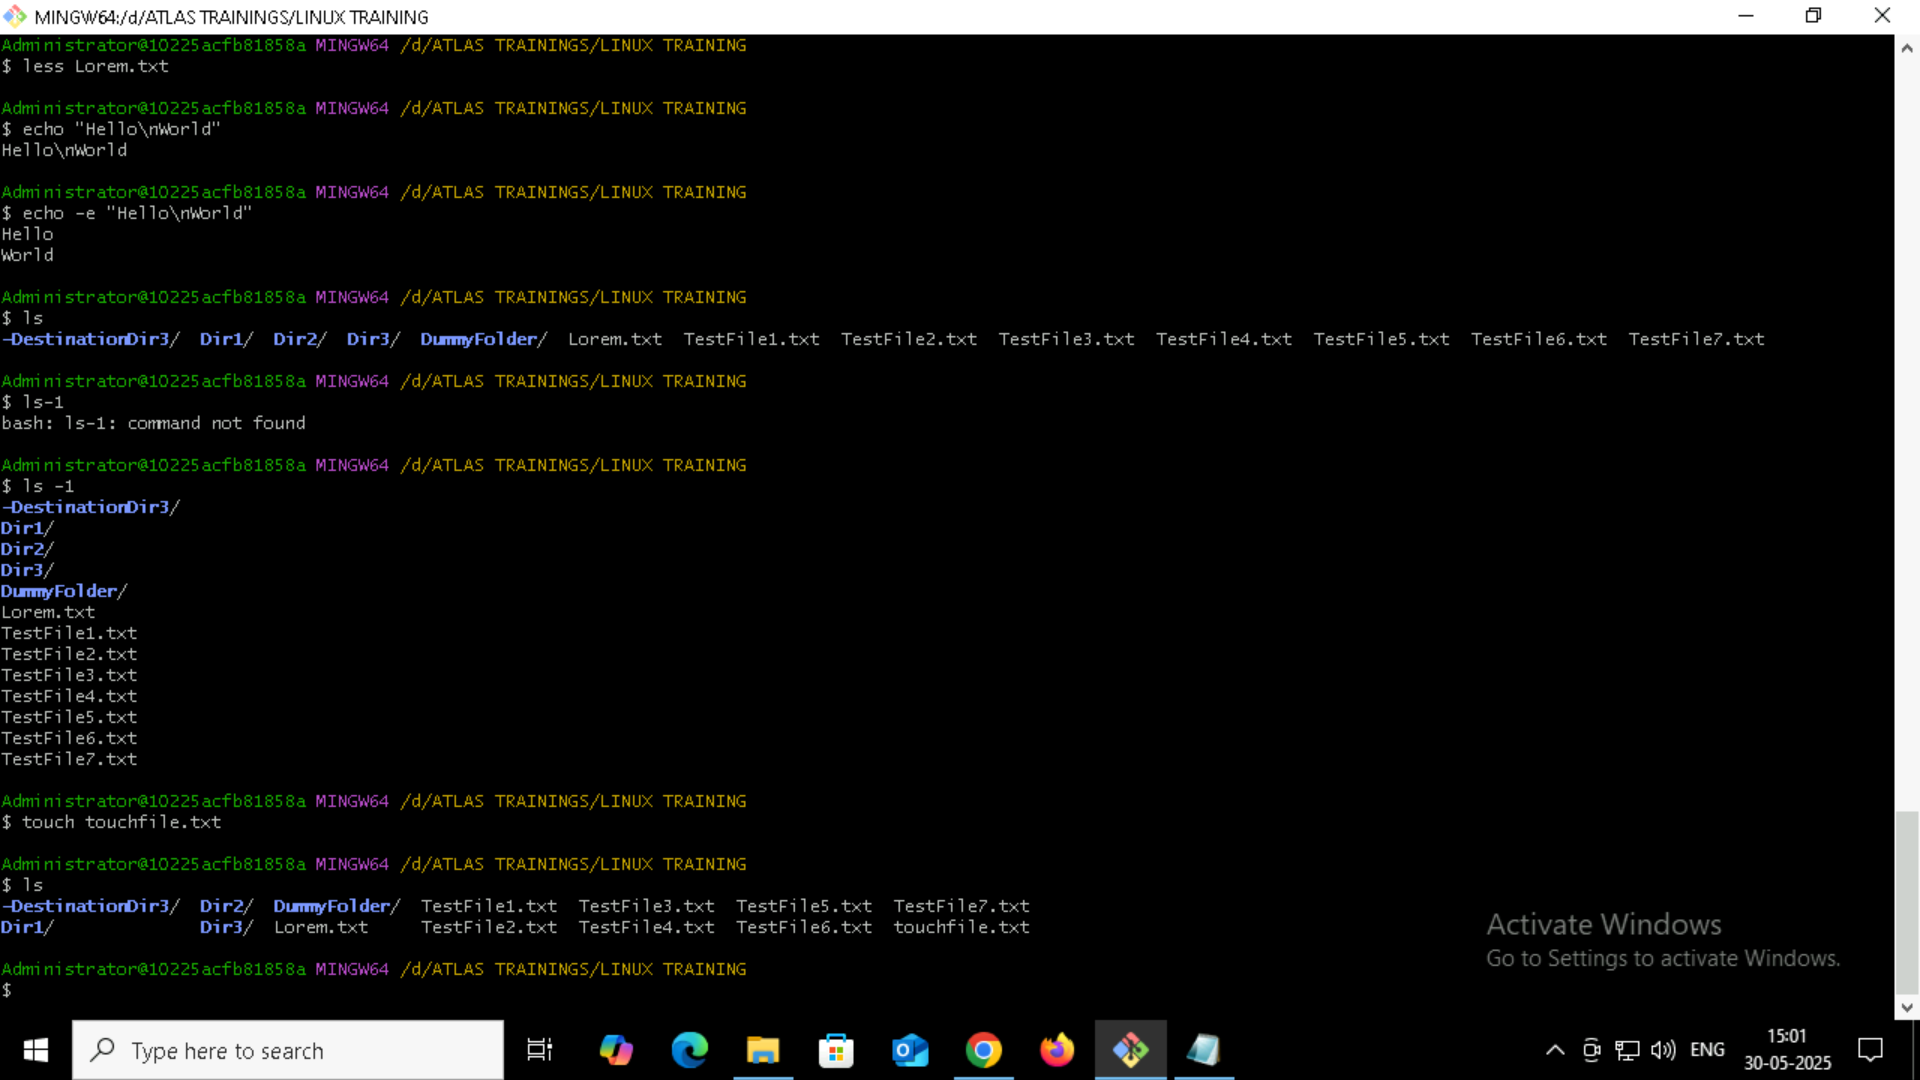 MINGW64:/d/ATLAS TRAININGS/LINUX TRAINING
Administrator@10225acfb81858a MINGW64 /d/ATLAS TRAININGS/LINUX TRAINING
$ less Lorem.txt
Administrator@10225acfb81858a MINGW64 /d/ATLAS TRAININGS/LINUX TRAINING
$ echo "Hello\nWorld"
Hello\nWorld
Administrator@10225acfb81858a MINGW64 /d/ATLAS TRAININGS/LINUX TRAINING
$ echo -e "Hello\nWorld"
Hello
World
Administrator@10225acfb81858a MINGW64 /d/ATLAS TRAININGS/LINUX TRAINING
$ ls
-DestinationDir3/  Dir1/  Dir2/  Dir3/  DummyFolder/  Lorem.txt  TestFile1.txt  TestFile2.txt  TestFile3.txt  TestFile4.txt  TestFile5.txt  TestFile6.txt  TestFile7.txt
Administrator@10225acfb81858a MINGW64 /d/ATLAS TRAININGS/LINUX TRAINING
$ ls-1
bash: ls-1: command not found
Administrator@10225acfb81858a MINGW64 /d/ATLAS TRAININGS/LINUX TRAINING
$ ls -1
-DestinationDir3/
Dir1/
Dir2/
Dir3/
DummyFolder/
Lorem.txt
TestFile1.txt
TestFile2.txt
TestFile3.txt
TestFile4.txt
TestFile5.txt
TestFile6.txt
TestFile7.txt
Administrator@10225acfb81858a MINGW64 /d/ATLAS TRAININGS/LINUX TRAINING
$ touch touchfile.txt
Administrator@10225acfb81858a MINGW64 /d/ATLAS TRAININGS/LINUX TRAINING
$ ls
-DestinationDir3/  Dir2/  DummyFolder/  TestFile1.txt  TestFile3.txt  TestFile5.txt  TestFile7.txt
Dir1/              Dir3/  Lorem.txt     TestFile2.txt  TestFile4.txt  TestFile6.txt  touchfile.txt
Administrator@10225acfb81858a MINGW64 /d/ATLAS TRAININGS/LINUX TRAINING
$
Activate Windows
Go to Settings to activate Windows.
Type here to search
ENG
15:01
30-05-2025